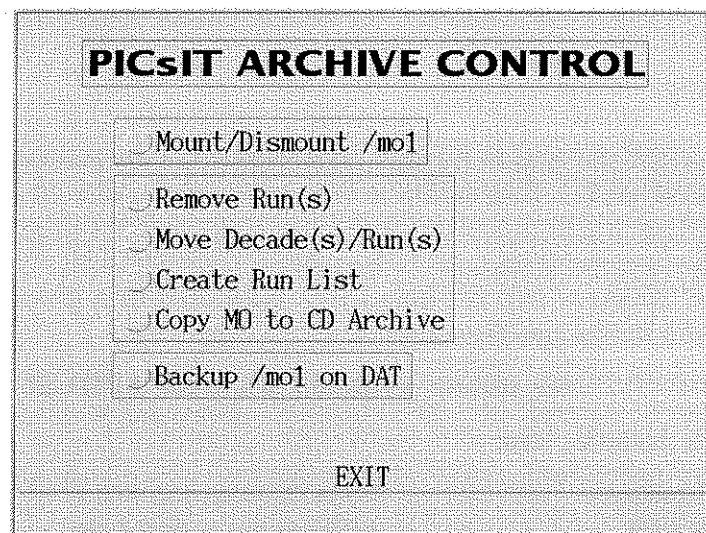 PICsIT ARCHIVE CONTROL
Mount/Dismount /mo1
Remove Run(s)
Move Decade(s)/Run(s)
Create Run List
Copy MO to CD Archive
Backup /mo1 on DAT
EXIT